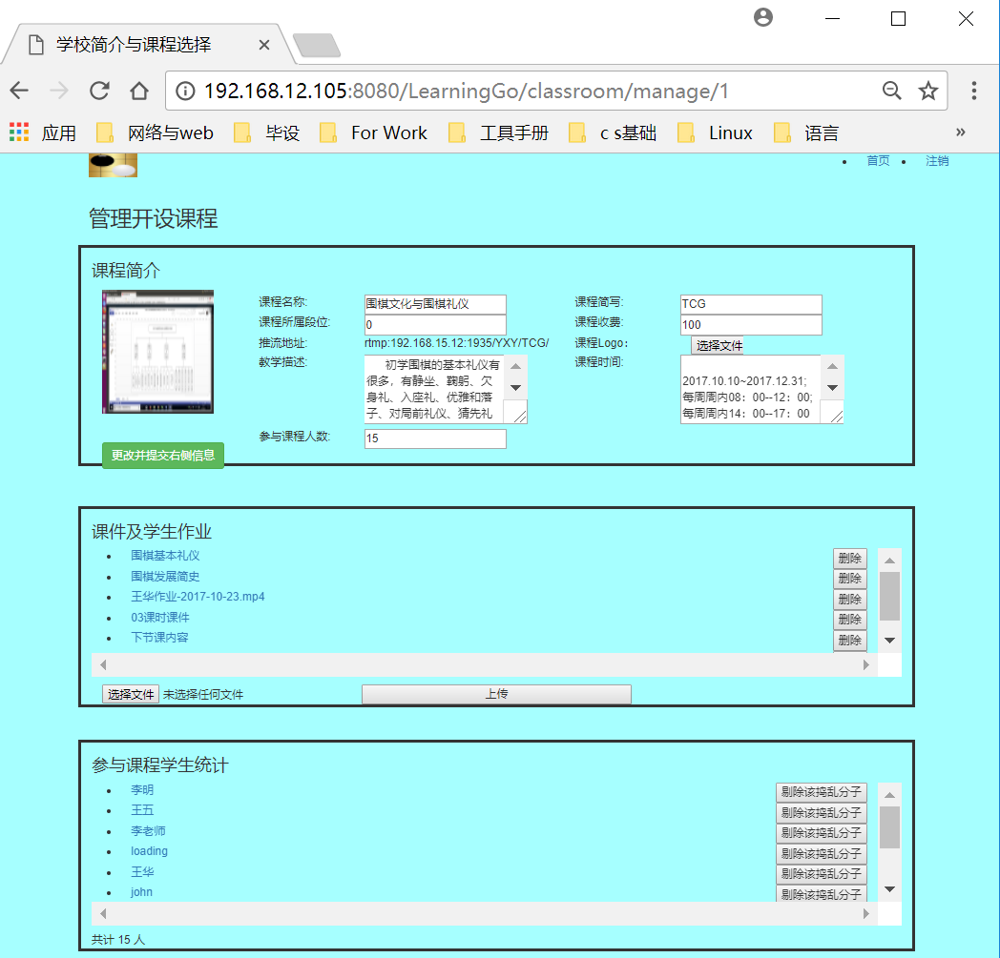 学校简介与课程选择
192.168.12.105:8080/LearningGo/classroom/manage/1
应用 网络与web 毕设 For Work 工具手册 c s基础 Linux 语言 »
首页 注销
管理开设课程
课程简介
课程名称: 围棋文化与围棋礼仪 课程简写: TCG
课程所属段位: 0 课程收费: 100
推流地址: rtmp:192.168.15.12:1935/YXY/TCG/ 课程Logo: 选择文件
教学描述: 课程时间:
初学围棋的基本礼仪有
很多，有静坐、鞠躬、欠
身礼、入座礼、优雅和落
子、对局前礼仪、猜先礼
2017.10.10~2017.12.31;
每周周内08：00--12：00;
每周周内14：00--17：00
参与课程人数: 15
更改并提交右侧信息
课件及学生作业
围棋基本礼仪 删除
围棋发展简史 删除
王华作业-2017-10-23.mp4 删除
03课时课件 删除
下节课内容 删除
选择文件 未选择任何文件 上传
参与课程学生统计
李明 剔除该捣乱分子
王五 剔除该捣乱分子
李老师 剔除该捣乱分子
loading 剔除该捣乱分子
王华 剔除该捣乱分子
john 剔除该捣乱分子
共计 15 人